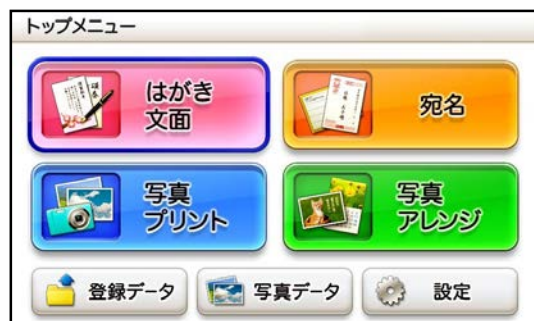 トップメニュー
はがき
文面
宛名
写真
プリント
写真
アレンジ
登録データ
写真データ
設定